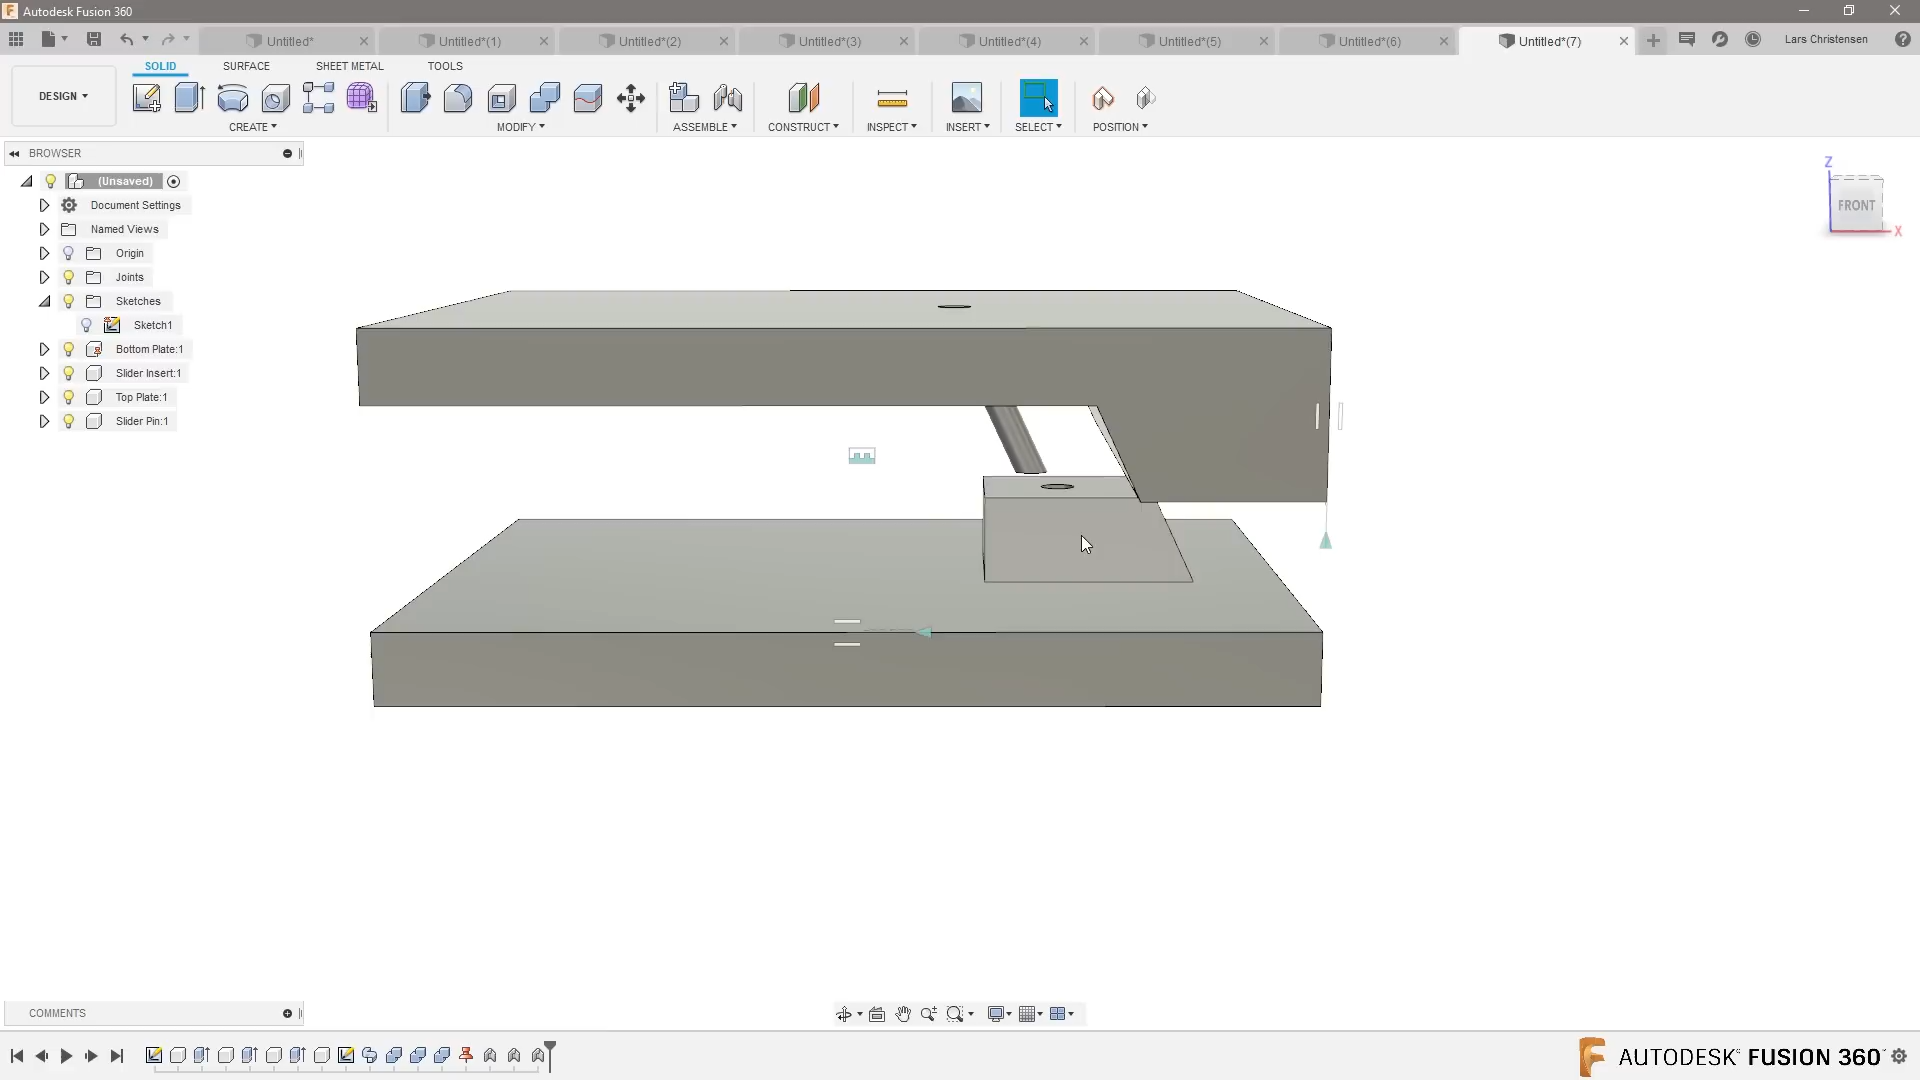 Autodesk Fusion 360
Untitled*
Untitled*(1)
Untitled*(2)
Untitled*(3)
Untitled*(4)
Untitled*(5)
Untitled*(6)
Untitled*(7)
Lars Christensen
SOLID
SURFACE
SHEET METAL
TOOLS
DESIGN
CREATE
MODIFY
ASSEMBLE
CONSTRUCT
INSPECT
INSERT
SELECT
POSITION
BROWSER
(Unsaved)
Document Settings
Named Views
Origin
Joints
Sketches
Sketch1
Bottom Plate:1
Slider Insert:1
Top Plate:1
Slider Pin:1
Z
FRONT
X
COMMENTS
AUTODESK® FUSION 360™